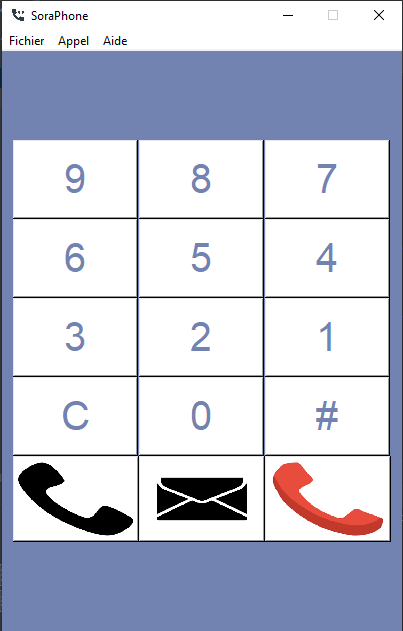 SoraPhone
Fichier Appel Aide
9 8 7
6 5 4
3 2 1
C 0 #